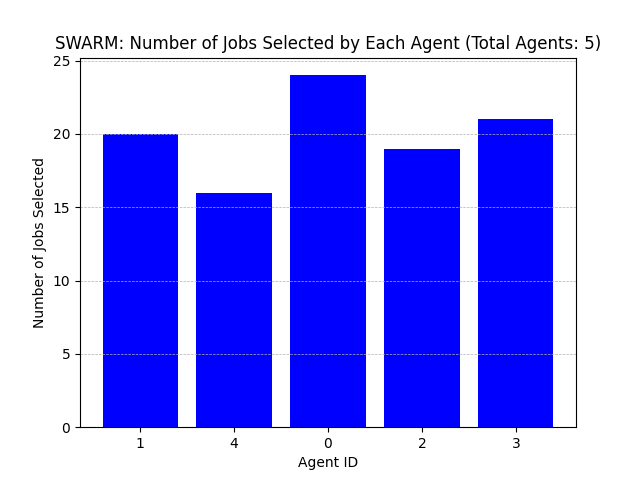 SWARM: Number of Jobs Selected by Each Agent (Total Agents: 5)
25
20
15
10
5
0
Number of Jobs Selected
1 4 0 2 3
Agent ID